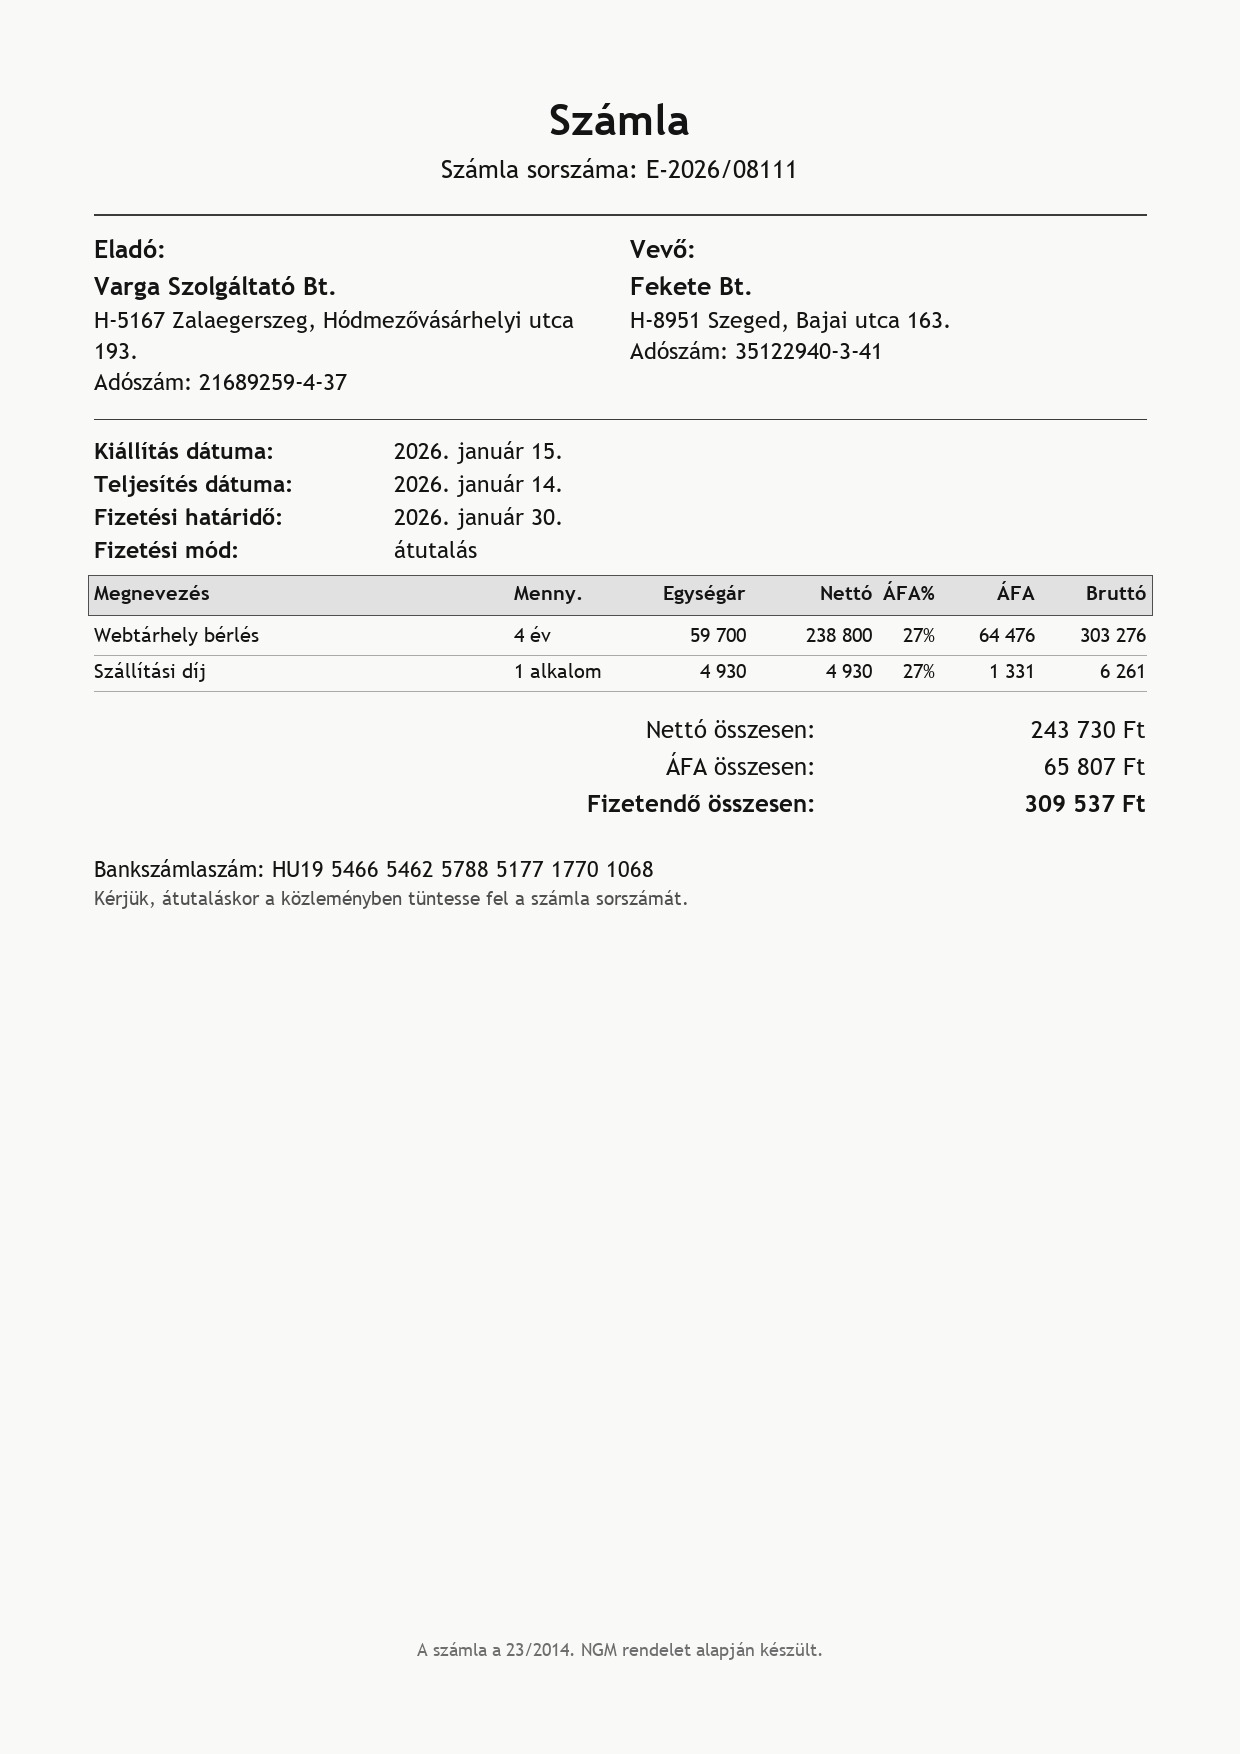 Számla
Számla sorszáma: E-2026/08111
Eladó:
Varga Szolgáltató Bt.
H-5167 Zalaegerszeg, Hódmezővásárhelyi utca
193.
Adószám: 21689259-4-37
Vevő:
Fekete Bt.
H-8951 Szeged, Bajai utca 163.
Adószám: 35122940-3-41
Kiállítás dátuma: 2026. január 15.
Teljesítés dátuma: 2026. január 14.
Fizetési határidő: 2026. január 30.
Fizetési mód: átutalás
Megnevezés Menny. Egységár Nettó ÁFA% ÁFA Bruttó
Webtárhely bérlés 4 év 59 700 238 800 27% 64 476 303 276
Szállítási díj 1 alkalom 4 930 4 930 27% 1 331 6 261
Nettó összesen: 243 730 Ft
ÁFA összesen: 65 807 Ft
Fizetendő összesen: 309 537 Ft
Bankszámlaszám: HU19 5466 5462 5788 5177 1770 1068
Kérjük, átutaláskor a közleményben tüntesse fel a számla sorszámát.
A számla a 23/2014. NGM rendelet alapján készült.